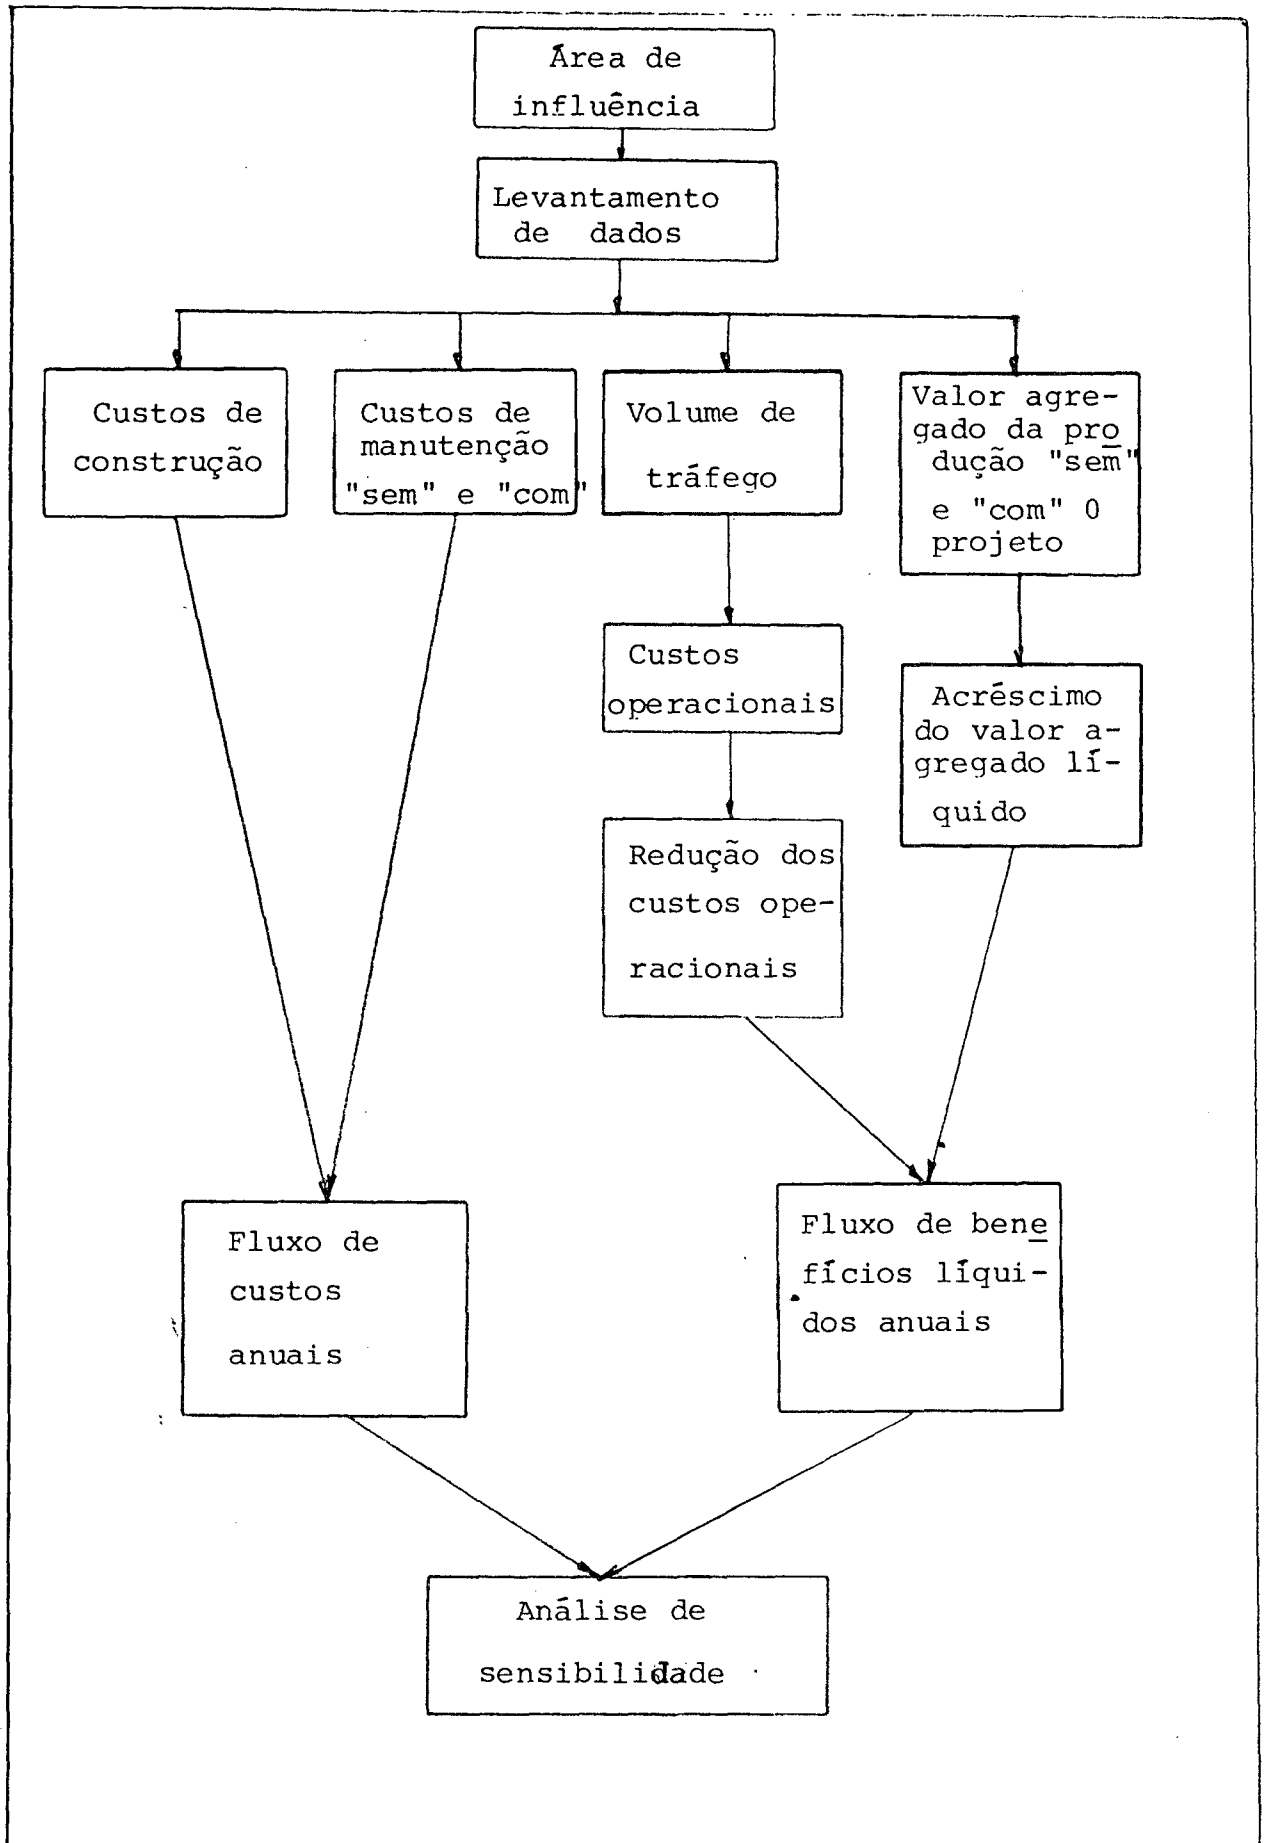 Área de
influência
Levantamento
de dados
Custos de
construção
Custos de
manutenção
"sem" e "com"
Volume de
tráfego
Valor agre-
gado da pro
dução "sem"
e "com" 0
projeto
Custos
operacionais
Acréscimo
do valor a-
gregado lí-
quido
Redução dos
custos ope-
racionais
Fluxo de
custos
anuais
Fluxo de bene
fícios líqui-
dos anuais
Análise de
sensibilidade